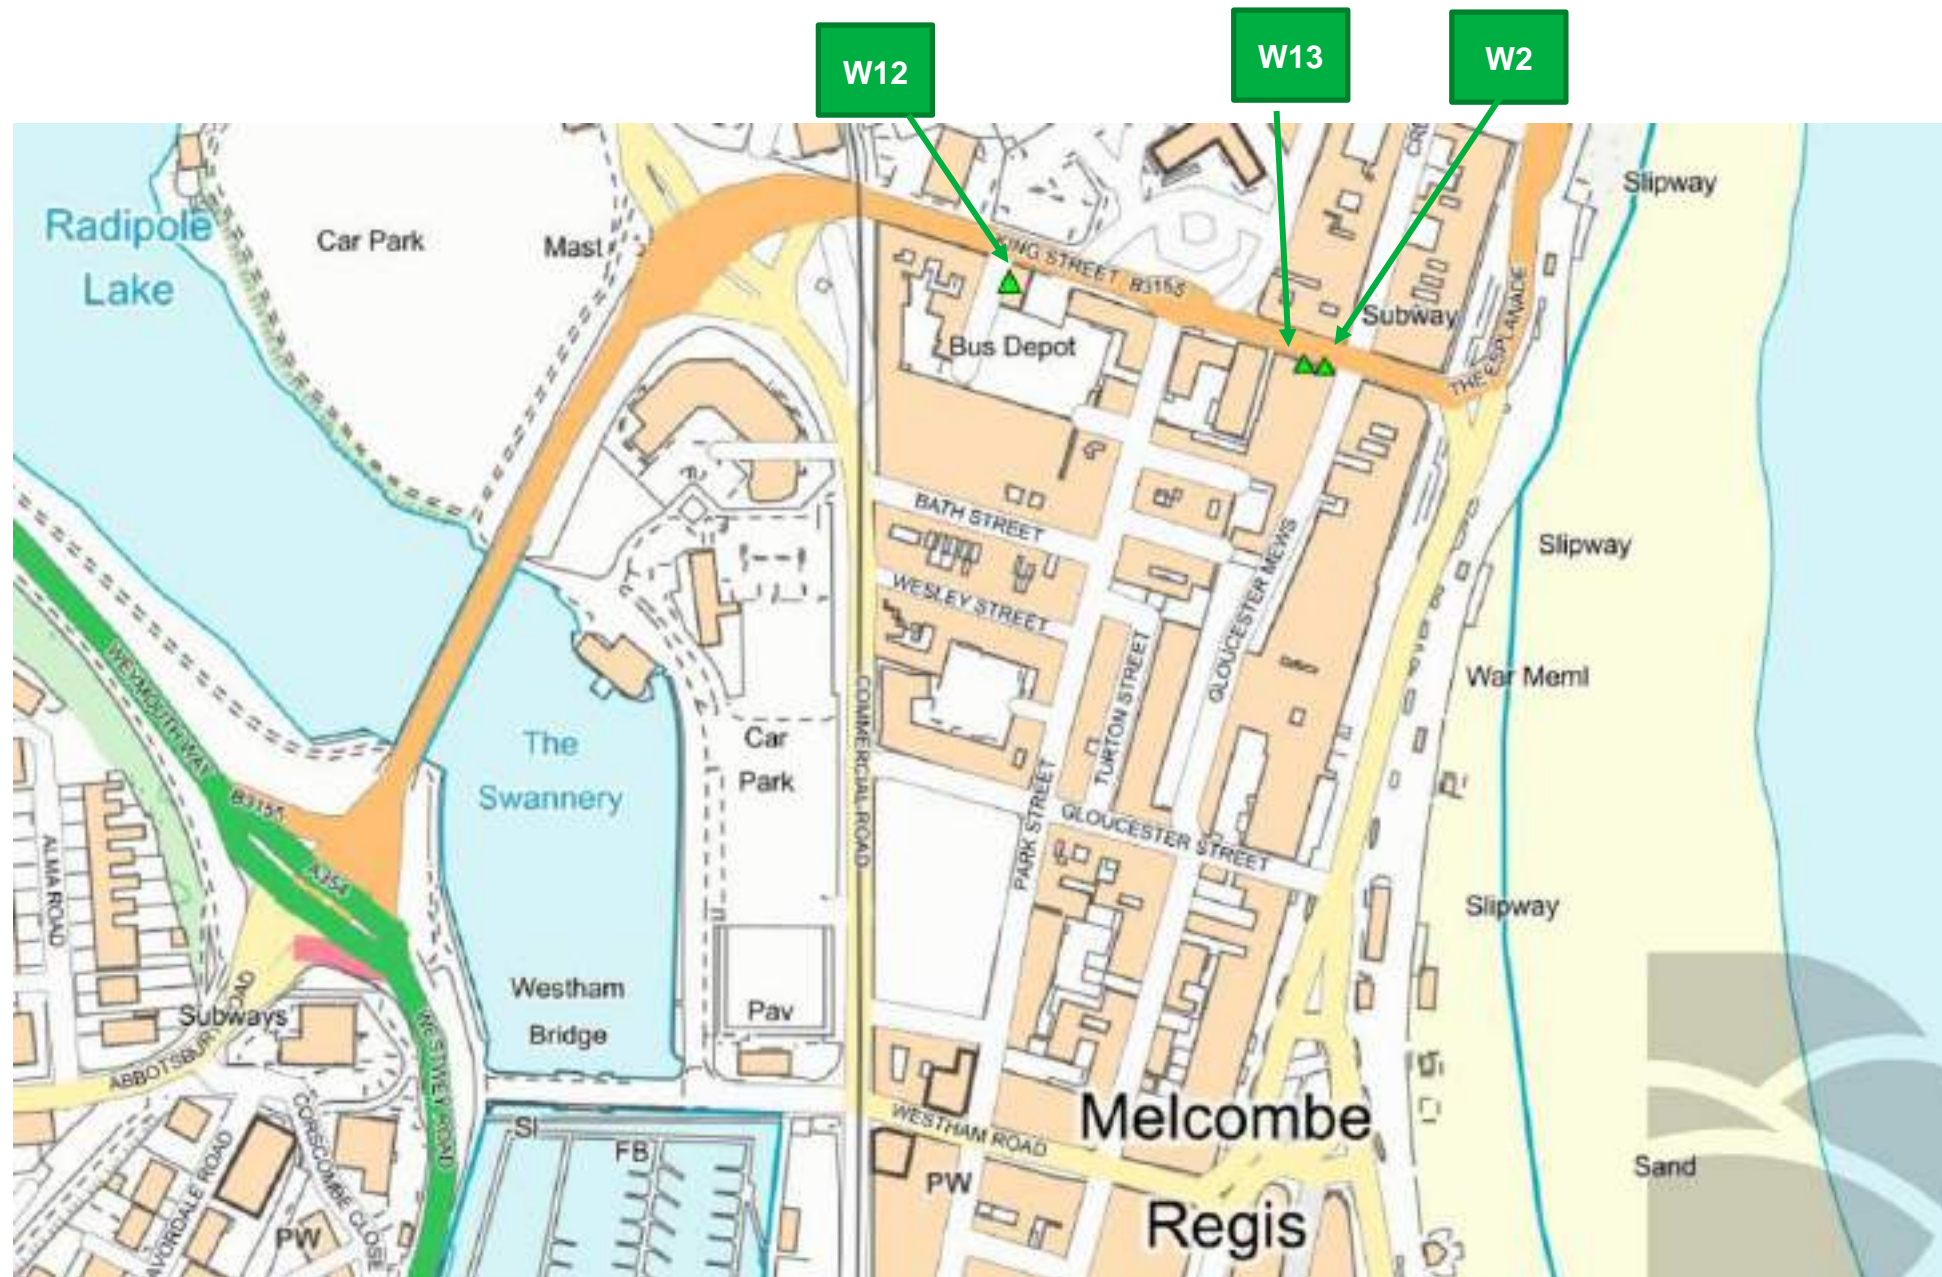 W12
W13
W2
Slipway
Radipole
Lake
Car Park
Mast
KING STREET B3155
Subway
THE ESPLANADE
Bus Depot
BATH STREET
WESLEY STREET
GLOUCESTER MEWS
Slipway
WEYMOUTH WAY
COMMERCIAL ROAD
TURTON STREET
War Meml
The
Swannery
Car
Park
B3155
A354
PARK STREET
GLOUCESTER STREET
ALMA ROAD
Slipway
Westham
Bridge
Pav
Subways
ABBOTSBURY ROAD
WESTWEY ROAD
CORSCOMBE CLOSE
Melcombe
Regis
WESTHAM ROAD
SI
FB
PW
Sand
AVORDALE ROAD
PW